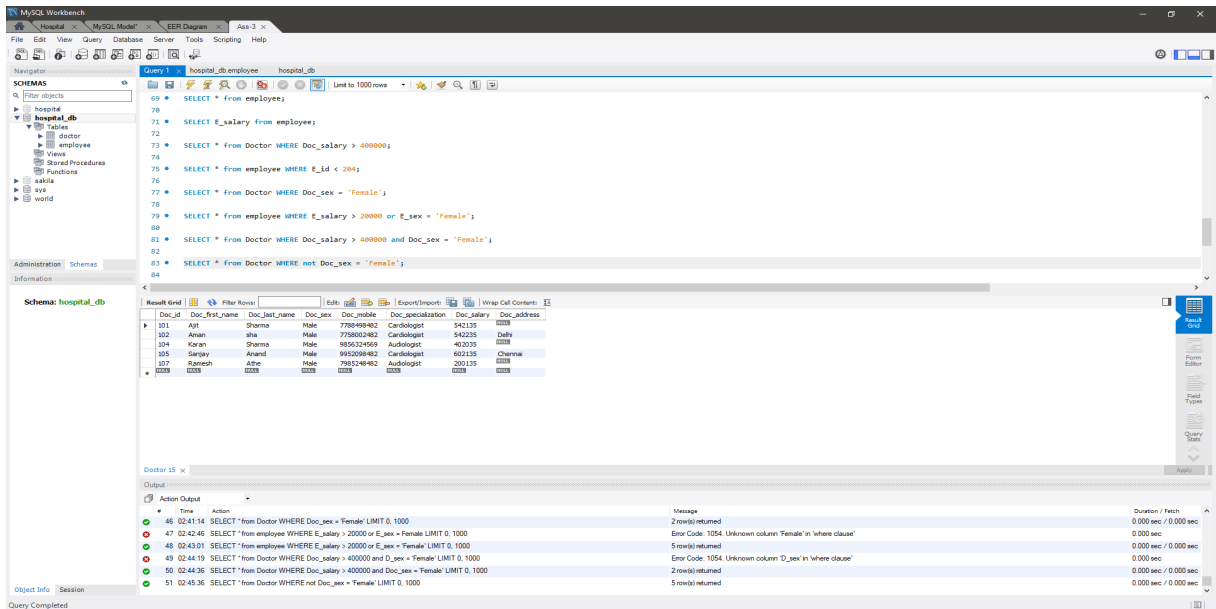 MySQL Workbench
Hospital × MySQL Model* × EER Diagram × Ass-3 ×
File Edit View Query Database Server Tools Scripting Help
Navigator
SCHEMAS
Filter objects
hospital
hospital_db
Tables
doctor
employee
Views
Stored Procedures
Functions
sakila
sys
world
Administration Schemas
Information
Schema: hospital_db
Object Info Session
Query Completed
Query 1 × hospital_db.employee hospital_db
Limit to 1000 rows
69 SELECT * from employee;
70
71 SELECT E_salary from employee;
72
73 SELECT * from Doctor WHERE Doc_salary > 400000;
74
75 SELECT * from employee WHERE E_id < 204;
76
77 SELECT * from Doctor WHERE Doc_sex = 'Female';
78
79 SELECT * from employee WHERE E_salary > 20000 or E_sex = 'Female';
80
81 SELECT * from Doctor WHERE Doc_salary > 400000 and Doc_sex = 'Female';
82
83 SELECT * from Doctor WHERE not Doc_sex = 'Female';
84
Result Grid Filter Rows: Edit: Export/Import: Wrap Cell Content:
Doc_id Doc_first_name Doc_last_name Doc_sex Doc_mobile Doc_specialization Doc_salary Doc_address
101 Ajit Sharma Male 7788498482 Cardiologist 542135 NULL
102 Aman sha Male 7758002482 Cardiologist 542235 Delhi
104 Karan Sharma Male 9856324569 Audiologist 402035 NULL
105 Sanjay Anand Male 9952098482 Cardiologist 602135 Chennai
107 Ramesh Athe Male 7985248482 Audiologist 200135 NULL
NULL NULL NULL NULL NULL NULL NULL NULL
Result Grid
Form Editor
Field Types
Query Stats
Doctor 15 ×
Apply
Output
Action Output
# Time Action Message Duration / Fetch
46 02:41:14 SELECT * from Doctor WHERE Doc_sex = 'Female' LIMIT 0, 1000 2 row(s) returned 0.000 sec / 0.000 sec
47 02:42:46 SELECT * from employee WHERE E_salary > 20000 or E_sex = Female LIMIT 0, 1000 Error Code: 1054. Unknown column 'Female' in 'where clause' 0.000 sec
48 02:43:01 SELECT * from employee WHERE E_salary > 20000 or E_sex = 'Female' LIMIT 0, 1000 5 row(s) returned 0.000 sec / 0.000 sec
49 02:44:19 SELECT * from Doctor WHERE Doc_salary > 400000 and D_sex = 'Female' LIMIT 0, 1000 Error Code: 1054. Unknown column 'D_sex' in 'where clause' 0.000 sec
50 02:44:36 SELECT * from Doctor WHERE Doc_salary > 400000 and Doc_sex = 'Female' LIMIT 0, 1000 2 row(s) returned 0.000 sec / 0.000 sec
51 02:45:36 SELECT * from Doctor WHERE not Doc_sex = 'Female' LIMIT 0, 1000 5 row(s) returned 0.000 sec / 0.000 sec